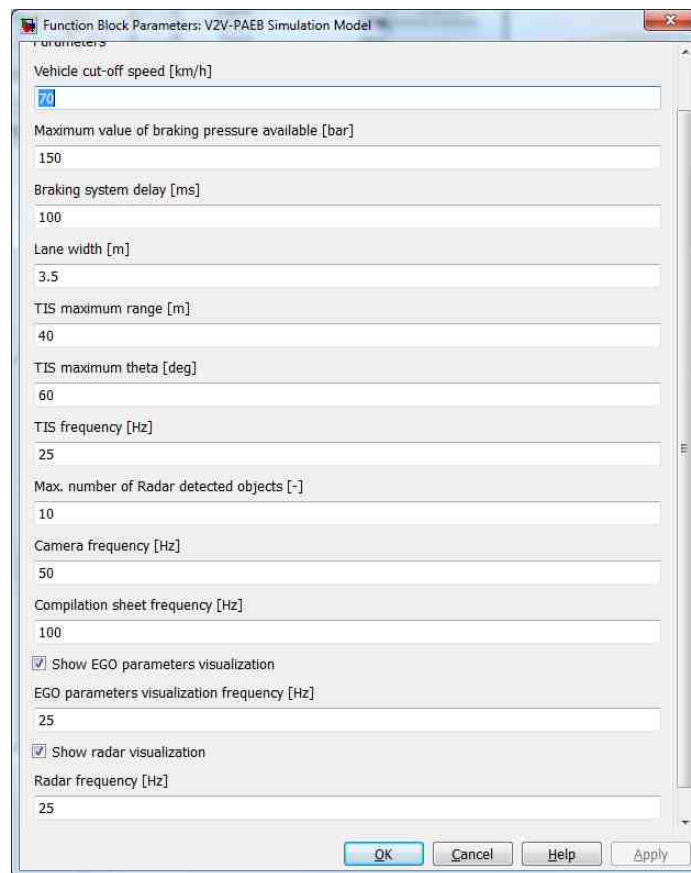 Function Block Parameters: V2V-PAEB Simulation Model
Parameters
Vehicle cut-off speed [km/h]
70
Maximum value of braking pressure available [bar]
150
Braking system delay [ms]
100
Lane width [m]
3.5
TIS maximum range [m]
40
TIS maximum theta [deg]
60
TIS frequency [Hz]
25
Max. number of Radar detected objects [-]
10
Camera frequency [Hz]
50
Compilation sheet frequency [Hz]
100
Show EGO parameters visualization
EGO parameters visualization frequency [Hz]
25
Show radar visualization
Radar frequency [Hz]
25
OK Cancel Help Apply